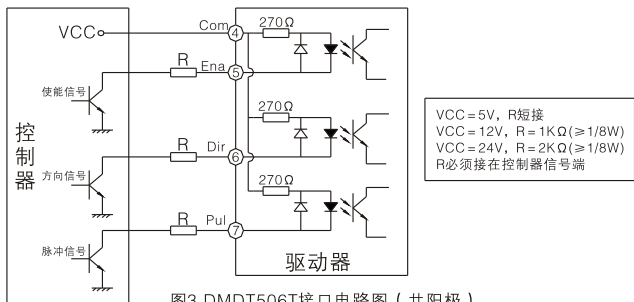 Com
VCC
④
270Ω
R
Ena
⑤
使能信号
270Ω
控制器
R
Dir
⑥
方向信号
270Ω
R
Pul
⑦
脉冲信号
驱动器
VCC=5V, R短接
VCC=12V, R=1KΩ(≥1/8W)
VCC=24V, R=2KΩ(≥1/8W)
R必须接在控制器信号端
图3 DMDT506T接口电路图（共阳极）